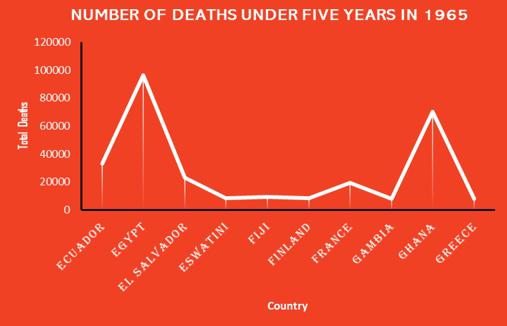 NUMBER OF DEATHS UNDER FIVE YEARS IN 1965
120000
100000
80000
60000
40000
20000
0
Total Deaths
ECUADOR
EGYPT
EL SALVADOR
ESWATINI
FIJI
FINLAND
FRANCE
GAMBIA
GHANA
GREECE
Country